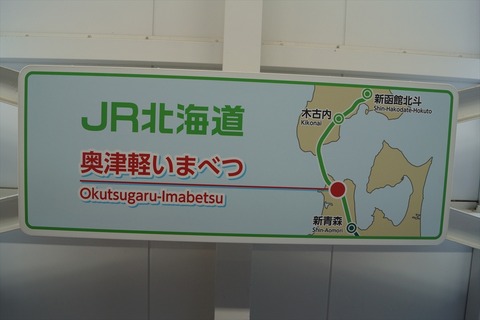 JR北海道
奥津軽いまべつ
Okutsugaru-Imabetsu
新函館北斗
Shin-Hakodate-Hokuto
木古内
Kikonai
新青森
Shin-Aomori